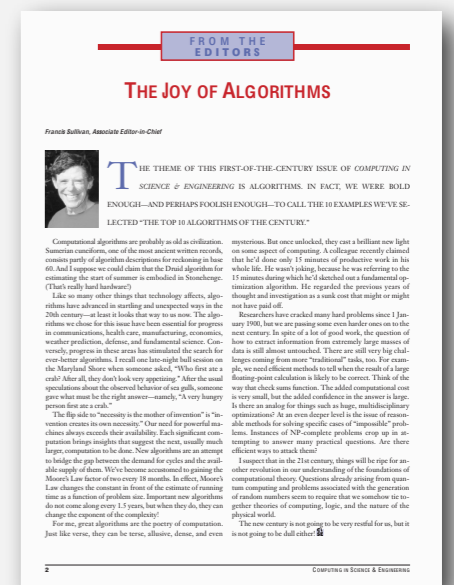 FROM THE
EDITORS
THE JOY OF ALGORITHMS
Francis Sullivan, Associate Editor-in-Chief
THE THEME OF THIS FIRST-OF-THE-CENTURY ISSUE OF COMPUTING IN
SCIENCE & ENGINEERING IS ALGORITHMS. IN FACT, WE WERE BOLD
ENOUGH—AND PERHAPS FOOLISH ENOUGH—TO CALL THE 10 EXAMPLES WE'VE SE-
LECTED "THE TOP 10 ALGORITHMS OF THE CENTURY."
Computational algorithms are probably as old as civilization.
Sumerian cuneiform, one of the most ancient written records,
consists partly of algorithm descriptions for reckoning in base
60. And I suppose we could claim that the Druid algorithm for
estimating the start of summer is embodied in Stonehenge.
(That's really hard hardware!)
Like so many other things that technology affects, algo-
rithms have advanced in startling and unexpected ways in the
20th century—at least it looks that way to us now. The algo-
rithms we chose for this issue have been essential for progress
in communications, health care, manufacturing, economics,
weather prediction, defense, and fundamental science. Con-
versely, progress in these areas has stimulated the search for
ever-better algorithms. I recall one late-night bull session on
the Maryland Shore when someone asked, "Who first ate a
crab? After all, they don't look very appetizing." After the usual
speculations about the observed behavior of sea gulls, someone
gave what must be the right answer—namely, "A very hungry
person first ate a crab."
The flip side to "necessity is the mother of invention" is "in-
vention creates its own necessity." Our need for powerful ma-
chines always exceeds their availability. Each significant com-
putation brings insights that suggest the next, usually much
larger, computation to be done. New algorithms are an attempt
to bridge the gap between the demand for cycles and the avail-
able supply of them. We've become accustomed to gaining the
Moore's Law factor of two every 18 months. In effect, Moore's
Law changes the constant in front of the estimate of running
time as a function of problem size. Important new algorithms
do not come along every 1.5 years, but when they do, they can
change the exponent of the complexity!
For me, great algorithms are the poetry of computation.
Just like verse, they can be terse, allusive, dense, and even
mysterious. But once unlocked, they cast a brilliant new light
on some aspect of computing. A colleague recently claimed
that he'd done only 15 minutes of productive work in his
whole life. He wasn't joking, because he was referring to the
15 minutes during which he'd sketched out a fundamental op-
timization algorithm. He regarded the previous years of
thought and investigation as a sunk cost that might or might
not have paid off.
Researchers have cracked many hard problems since 1 Jan-
uary 1900, but we are passing some even harder ones on to the
next century. In spite of a lot of good work, the question of
how to extract information from extremely large masses of
data is still almost untouched. There are still very big chal-
lenges coming from more "traditional" tasks, too. For exam-
ple, we need efficient methods to tell when the result of a large
floating-point calculation is likely to be correct. Think of the
way that check sums function. The added computational cost
is very small, but the added confidence in the answer is large.
Is there an analog for things such as huge, multidisciplinary
optimizations? At an even deeper level is the issue of reason-
able methods for solving specific cases of "impossible" prob-
lems. Instances of NP-complete problems crop up in at-
tempting to answer many practical questions. Are there
efficient ways to attack them?
I suspect that in the 21st century, things will be ripe for an-
other revolution in our understanding of the foundations of
computational theory. Questions already arising from quan-
tum computing and problems associated with the generation
of random numbers seem to require that we somehow tie to-
gether theories of computing, logic, and the nature of the
physical world.
The new century is not going to be very restful for us, but it
is not going to be dull either!
2
COMPUTING IN SCIENCE & ENGINEERING